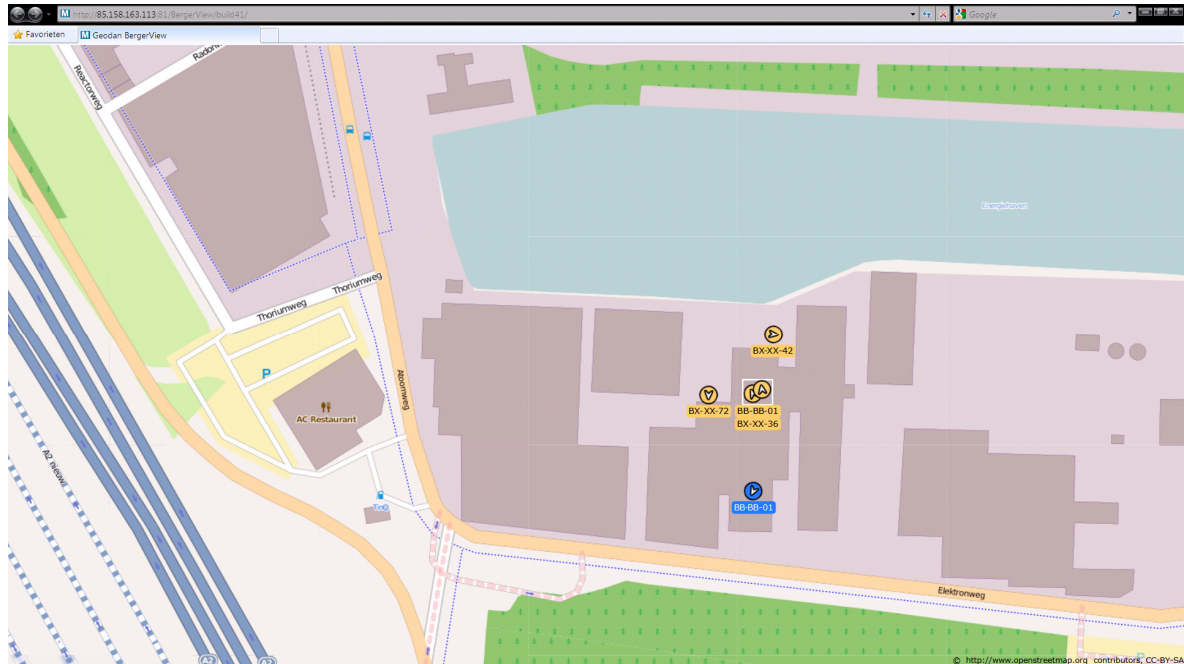 http://85.158.163.113:81/BergerView/build41/
Google
Favorieten
Geodan BergerView
Reactorweg
Energiehaven
Thoriumweg
Thoriumweg
BX-XX-42
P
Atoomweg
BX-XX-72
BB-BB-01
BX-XX-36
AC Restaurant
A2 nieuw
TinQ
BB-BB-01
Elektronweg
A2
A2
© http://www.openstreetmap.org contributors, CC-BY-SA